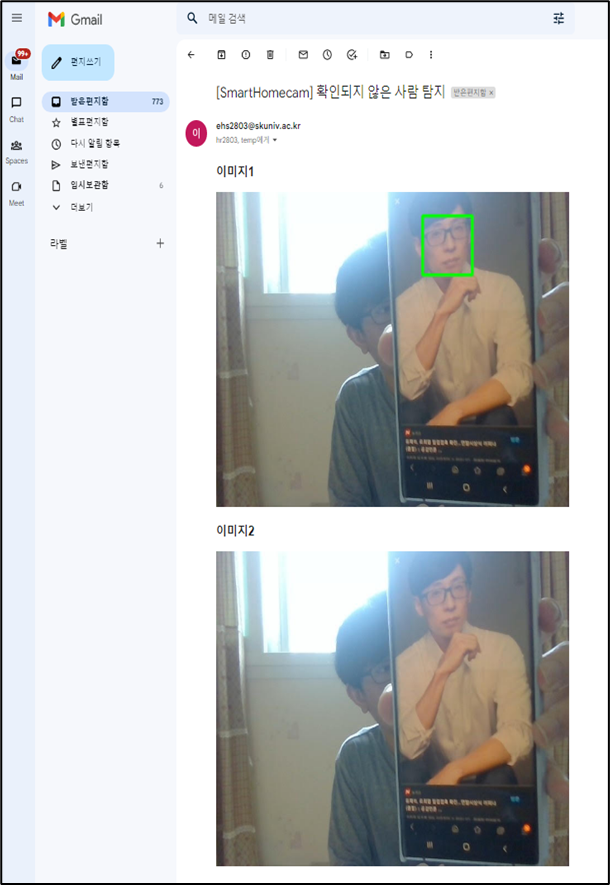 Gmail
메일 검색
99+
Mail
Chat
Spaces
Meet
편지쓰기
받은편지함 773
별표편지함
다시 알림 항목
보낸편지함
임시보관함 6
더보기
라벨
[SmartHomecam] 확인되지 않은 사람 탐지 받은편지함 x
이
ehs2803@skuniv.ac.kr
hr2803, temp에게
이미지1
이미지2